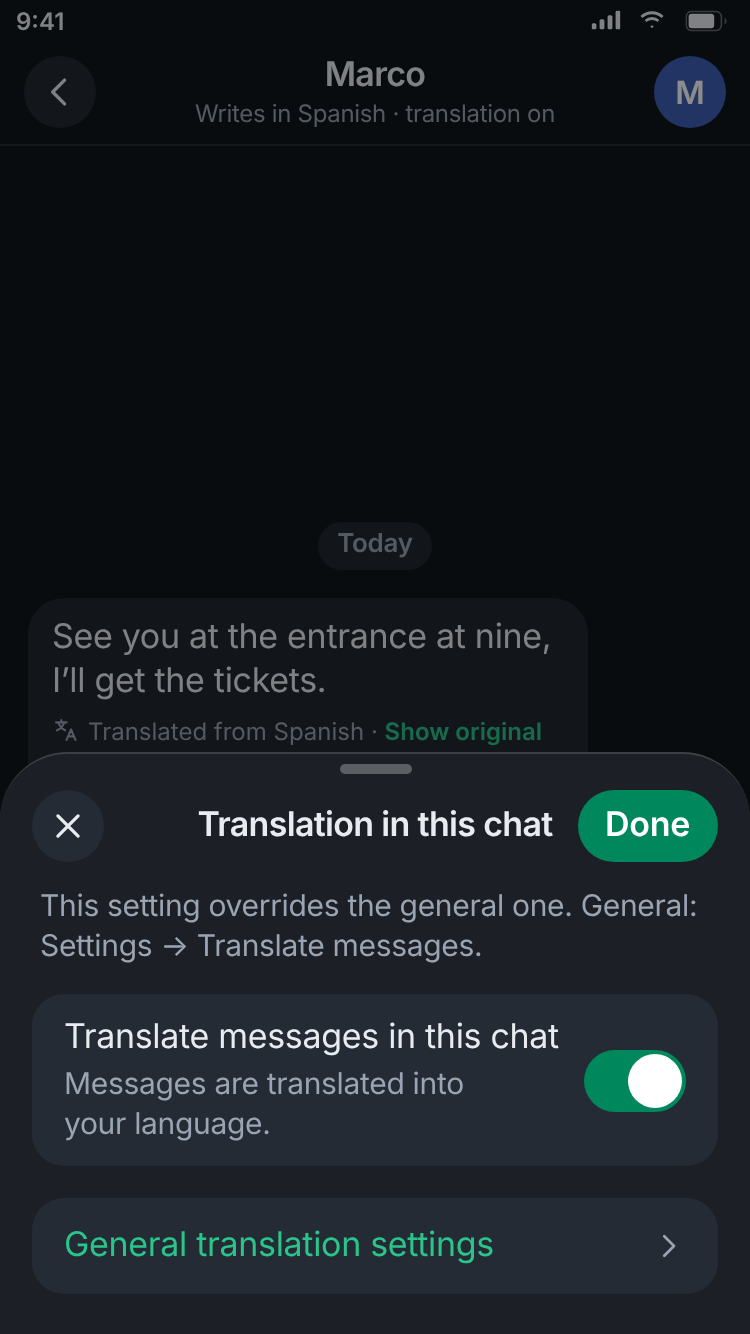 9:41
Marco
Writes in Spanish · translation on
M
Today
See you at the entrance at nine,
I’ll get the tickets.
Translated from Spanish · Show original
Translation in this chat
Done
This setting overrides the general one. General:
Settings → Translate messages.
Translate messages in this chat
Messages are translated into
your language.
General translation settings